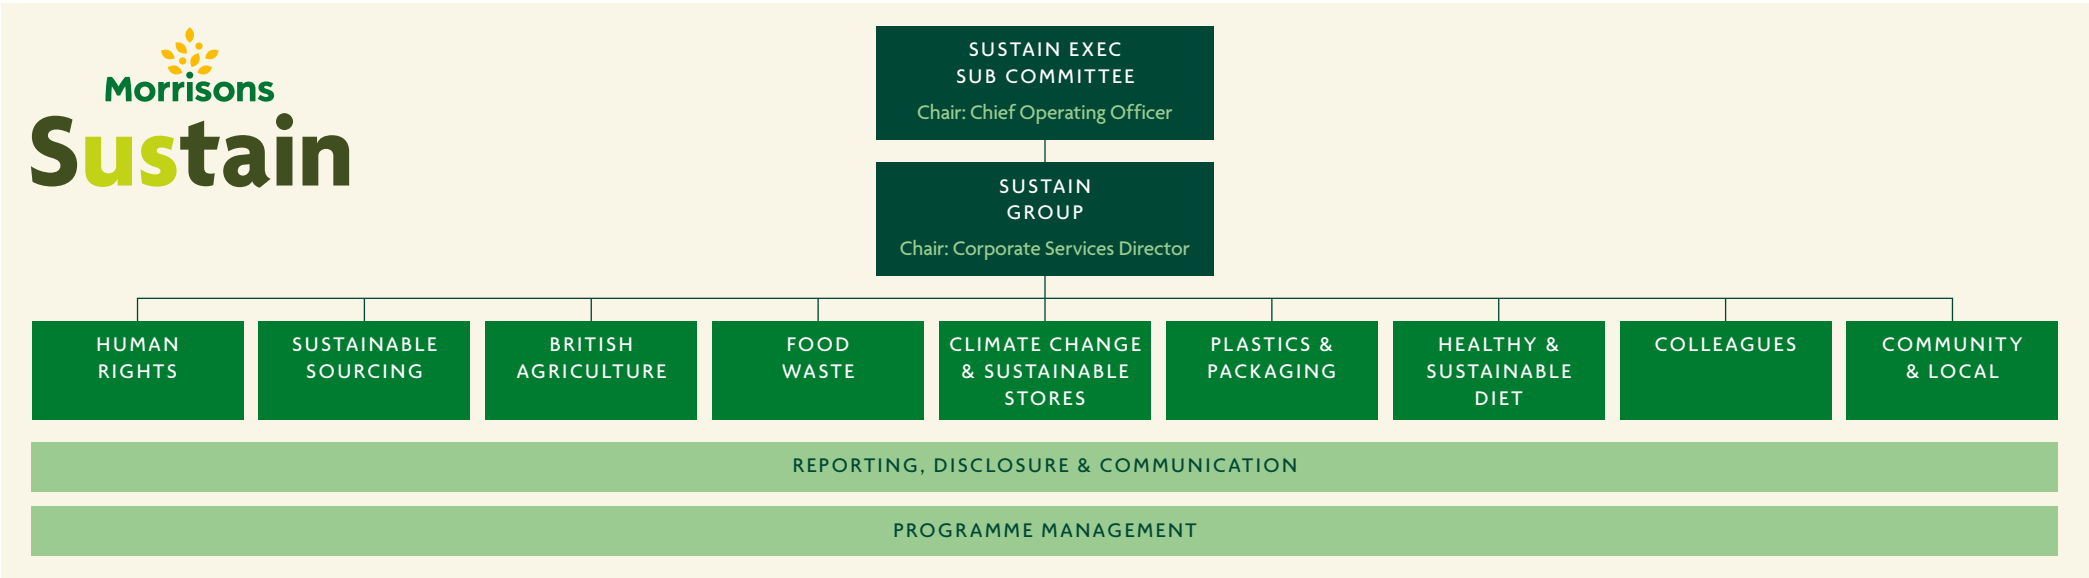 Morrisons
Sustain
SUSTAIN EXEC
SUB COMMITTEE
Chair: Chief Operating Officer
SUSTAIN
GROUP
Chair: Corporate Services Director
HUMAN
RIGHTS
SUSTAINABLE
SOURCING
BRITISH
AGRICULTURE
FOOD
WASTE
CLIMATE CHANGE
& SUSTAINABLE
STORES
PLASTICS &
PACKAGING
HEALTHY &
SUSTAINABLE
DIET
COLLEAGUES
COMMUNITY
& LOCAL
REPORTING, DISCLOSURE & COMMUNICATION
PROGRAMME MANAGEMENT